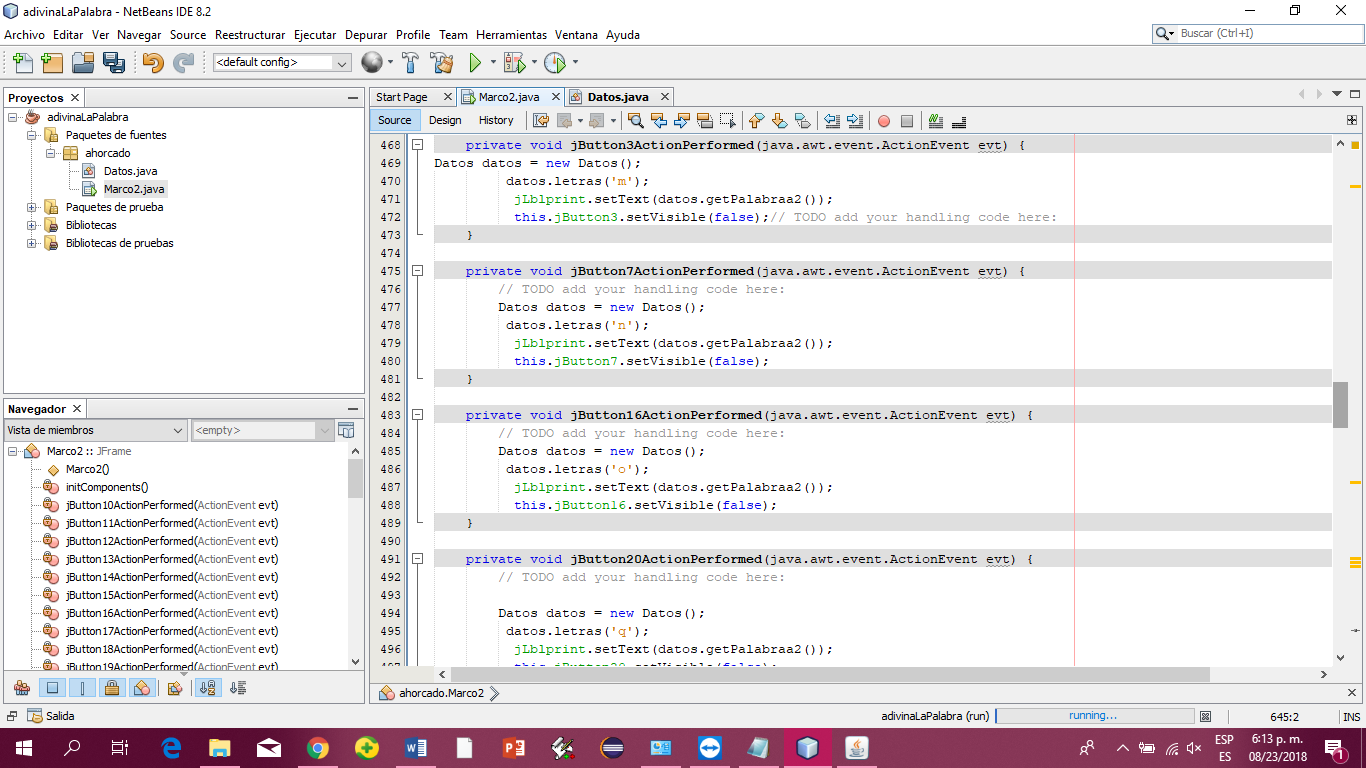 adivinaLaPalabra - NetBeans IDE 8.2
Archivo Editar Ver Navegar Source Reestructurar Ejecutar Depurar Profile Team Herramientas Ventana Ayuda
Buscar (Ctrl+I)
<default config>
Proyectos
adivinaLaPalabra
Paquetes de fuentes
ahorcado
Datos.java
Marco2.java
Paquetes de prueba
Bibliotecas
Bibliotecas de pruebas
Navegador
Vista de miembros <empty>
Marco2 :: JFrame
Marco2()
initComponents()
jButton10ActionPerformed(ActionEvent evt)
jButton11ActionPerformed(ActionEvent evt)
jButton12ActionPerformed(ActionEvent evt)
jButton13ActionPerformed(ActionEvent evt)
jButton14ActionPerformed(ActionEvent evt)
jButton15ActionPerformed(ActionEvent evt)
jButton16ActionPerformed(ActionEvent evt)
jButton17ActionPerformed(ActionEvent evt)
jButton18ActionPerformed(ActionEvent evt)
jButton19ActionPerformed(ActionEvent evt)
Start Page Marco2.java Datos.java
Source Design History
468 private void jButton3ActionPerformed(java.awt.event.ActionEvent evt) {
469 Datos datos = new Datos();
470 datos.letras('m');
471 jLblprint.setText(datos.getPalabraa2());
472 this.jButton3.setVisible(false);// TODO add your handling code here:
473 }
474
475 private void jButton7ActionPerformed(java.awt.event.ActionEvent evt) {
476 // TODO add your handling code here:
477 Datos datos = new Datos();
478 datos.letras('n');
479 jLblprint.setText(datos.getPalabraa2());
480 this.jButton7.setVisible(false);
481 }
482
483 private void jButton16ActionPerformed(java.awt.event.ActionEvent evt) {
484 // TODO add your handling code here:
485 Datos datos = new Datos();
486 datos.letras('o');
487 jLblprint.setText(datos.getPalabraa2());
488 this.jButton16.setVisible(false);
489 }
490
491 private void jButton20ActionPerformed(java.awt.event.ActionEvent evt) {
492 // TODO add your handling code here:
493
494 Datos datos = new Datos();
495 datos.letras('q');
496 jLblprint.setText(datos.getPalabraa2());
497 this.jButton20.setVisible(false);
ahorcado.Marco2
Salida
adivinaLaPalabra (run) running... 645:2 INS
ESP 6:13 p. m.
ES 08/23/2018
1